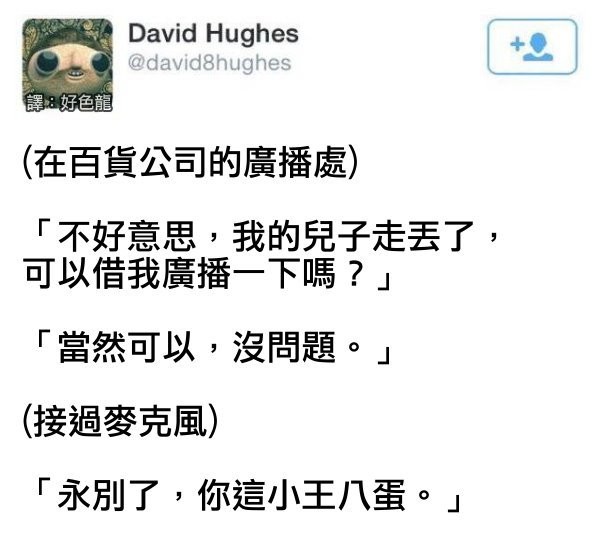 David Hughes
@david8hughes
譯:好色龍
(在百貨公司的廣播處)
「不好意思,我的兒子走丟了,
可以借我廣播一下嗎?」
「當然可以,沒問題。」
(接過麥克風)
「永別了,你這小王八蛋。」